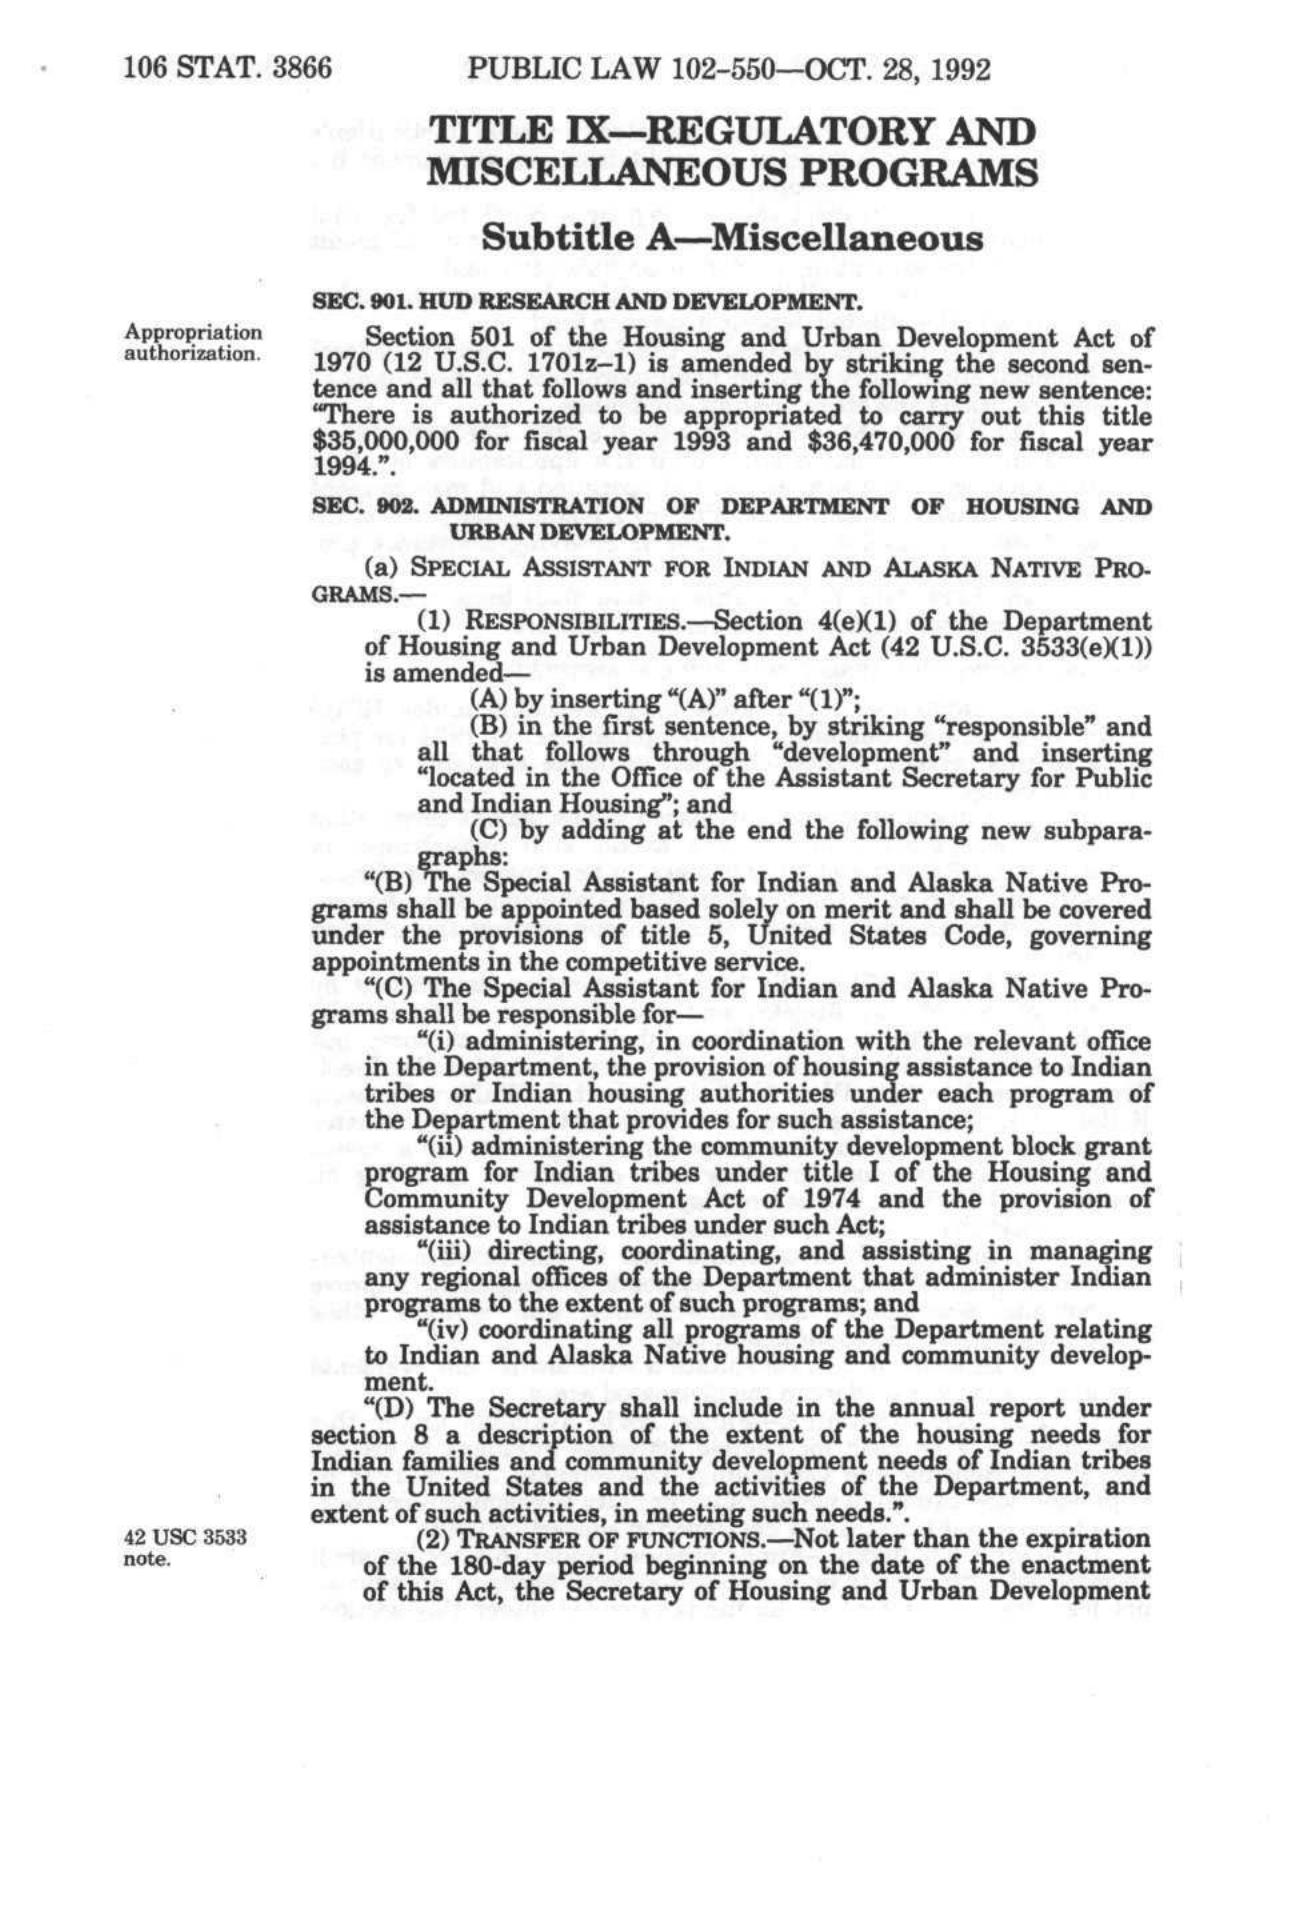 106 STAT. 3866 PUBLIC LAW 102-550—OCT. 28, 1992
TITLE IX—REGULATORY AND
MISCELLANEOUS PROGRAMS
Subtitle A—Miscellaneous
SEC. 901. HUD RESEARCH AND DEVELOPMENT.
Appropriation
authorization.
Section 501 of the Housing and Urban Development Act of
1970 (12 U.S.C. 1701z-1) is amended by striking the second sen-
tence and all that follows and inserting the following new sentence:
“There is authorized to be appropriated to carry out this title
$35,000,000 for fiscal year 1993 and $36,470,000 for fiscal year
1994.”.
SEC. 902. ADMINISTRATION OF DEPARTMENT OF HOUSING AND
URBAN DEVELOPMENT.
(a) SPECIAL ASSISTANT FOR INDIAN AND ALASKA NATIVE PRO-
GRAMS.—
(1) RESPONSIBILITIES.—Section 4(e)(1) of the Department
of Housing and Urban Development Act (42 U.S.C. 3533(e)(1))
is amended—
(A) by inserting “(A)” after “(1)”;
(B) in the first sentence, by striking “responsible” and
all that follows through “development” and inserting
“located in the Office of the Assistant Secretary for Public
and Indian Housing”; and
(C) by adding at the end the following new subpara-
graphs:
“(B) The Special Assistant for Indian and Alaska Native Pro-
grams shall be appointed based solely on merit and shall be covered
under the provisions of title 5, United States Code, governing
appointments in the competitive service.
“(C) The Special Assistant for Indian and Alaska Native Pro-
grams shall be responsible for—
“(i) administering, in coordination with the relevant office
in the Department, the provision of housing assistance to Indian
tribes or Indian housing authorities under each program of
the Department that provides for such assistance;
“(ii) administering the community development block grant
program for Indian tribes under title I of the Housing and
Community Development Act of 1974 and the provision of
assistance to Indian tribes under such Act;
“(iii) directing, coordinating, and assisting in managing
any regional offices of the Department that administer Indian
programs to the extent of such programs; and
“(iv) coordinating all programs of the Department relating
to Indian and Alaska Native housing and community develop-
ment.
“(D) The Secretary shall include in the annual report under
section 8 a description of the extent of the housing needs for
Indian families and community development needs of Indian tribes
in the United States and the activities of the Department, and
extent of such activities, in meeting such needs.”.
42 USC 3533
note.
(2) TRANSFER OF FUNCTIONS.—Not later than the expiration
of the 180-day period beginning on the date of the enactment
of this Act, the Secretary of Housing and Urban Development